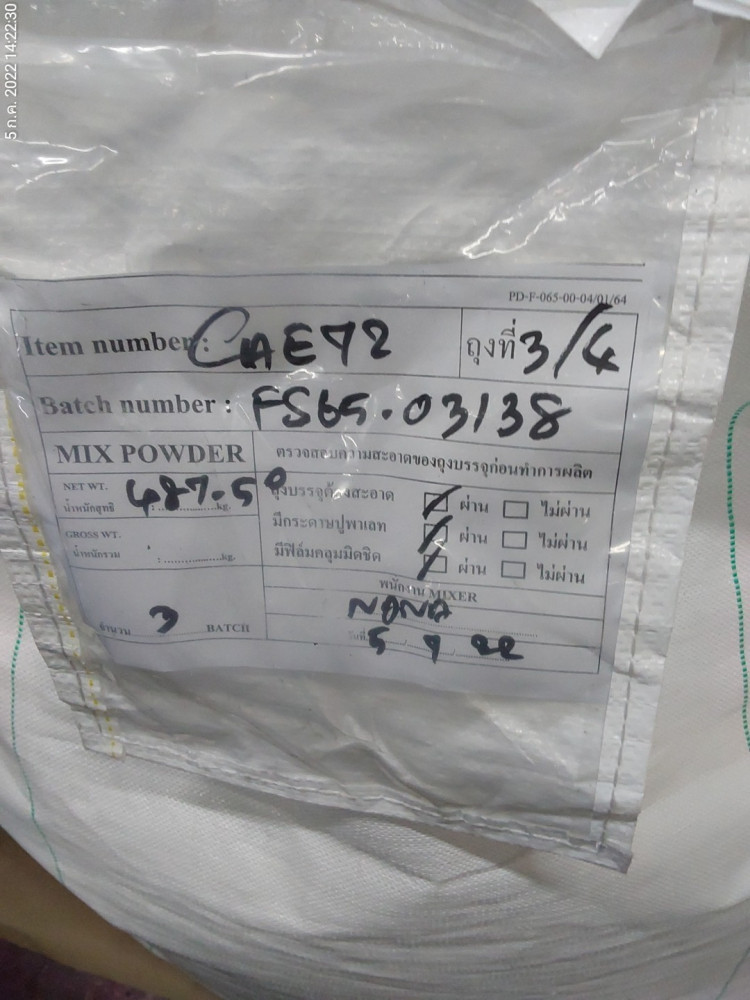 5 ก.ค. 2022 14:22:30
PD-F-065-00-04/01/64
Item number : CAE72
ถุงที่ 3/4
Batch number : FS65.03138
MIX POWDER
ตรวจสอบความสะอาดของถุงบรรจุก่อนทำการผลิต
NET WT.
น้ำหนักสุทธิ : 487.50 kg.
ถุงบรรจุต้องสะอาด ผ่าน ไม่ผ่าน
มีกระดาษปูพาเลท ผ่าน ไม่ผ่าน
GROSS WT.
น้ำหนักรวม : kg.
มีฟิล์มคลุมมิดชิด ผ่าน ไม่ผ่าน
พนักงาน MIXER
จำนวน 3 BATCH
วันที่ 5 / 7 / 22